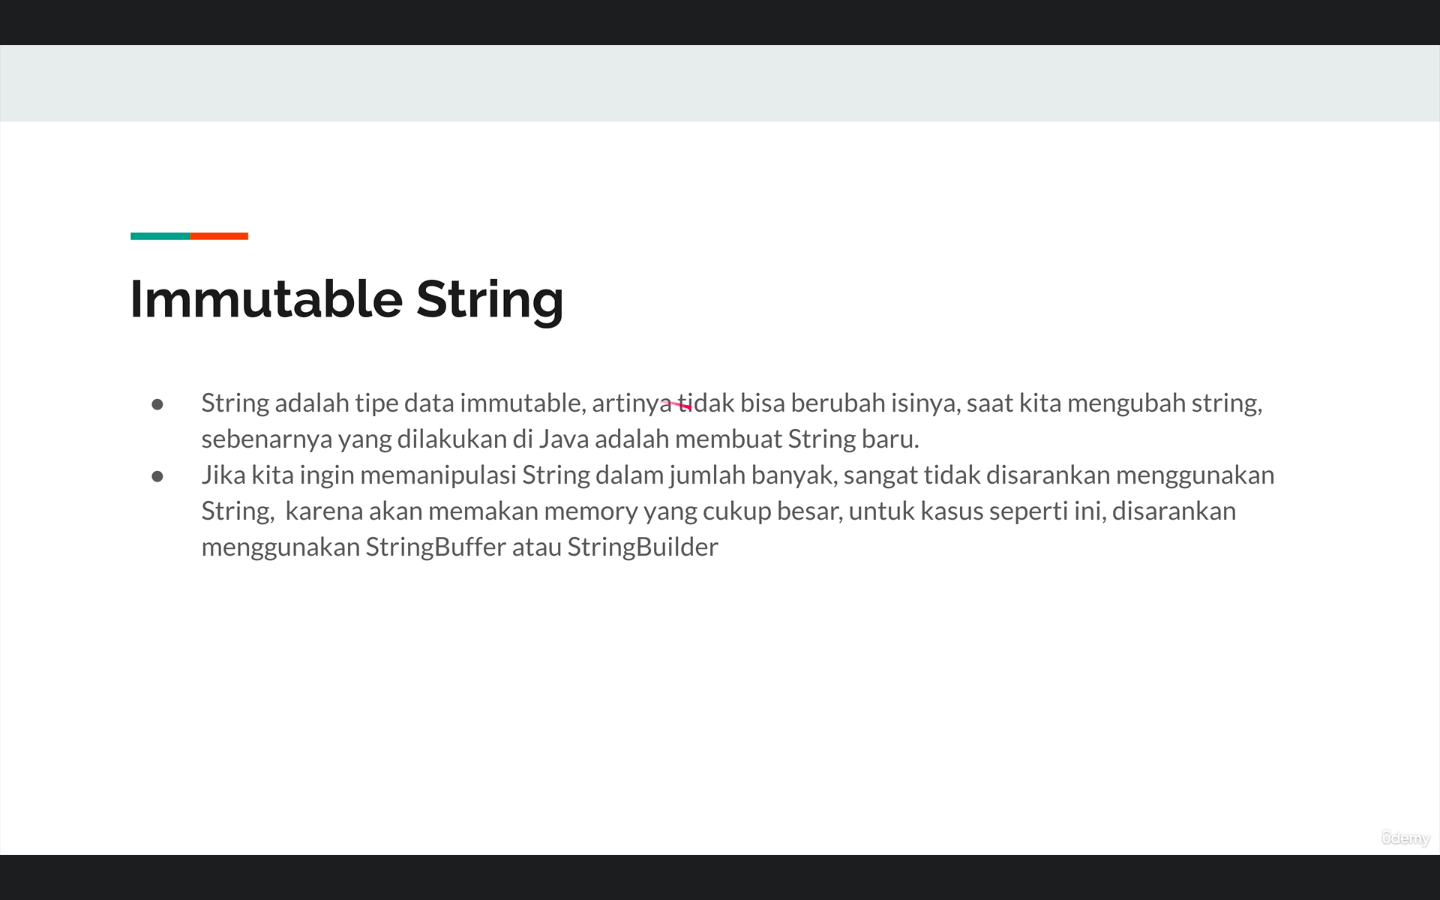 Immutable String
● String adalah tipe data immutable, artinya tidak bisa berubah isinya, saat kita mengubah string,
sebenarnya yang dilakukan di Java adalah membuat String baru.
● Jika kita ingin memanipulasi String dalam jumlah banyak, sangat tidak disarankan menggunakan
String,  karena akan memakan memory yang cukup besar, untuk kasus seperti ini, disarankan
menggunakan StringBuffer atau StringBuilder
ûdemy